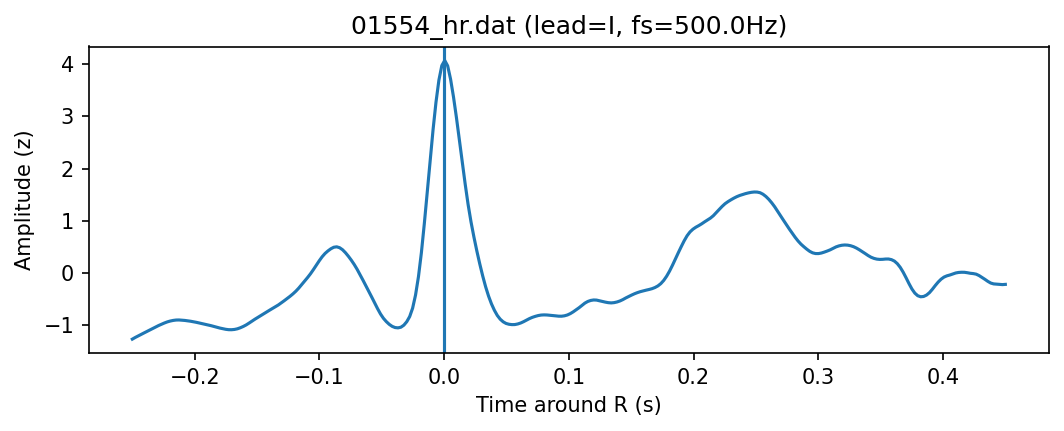 01554_hr.dat (lead=I, fs=500.0Hz)
Amplitude (z)
4
3
2
1
0
−1
−0.2 −0.1 0.0 0.1 0.2 0.3 0.4
Time around R (s)